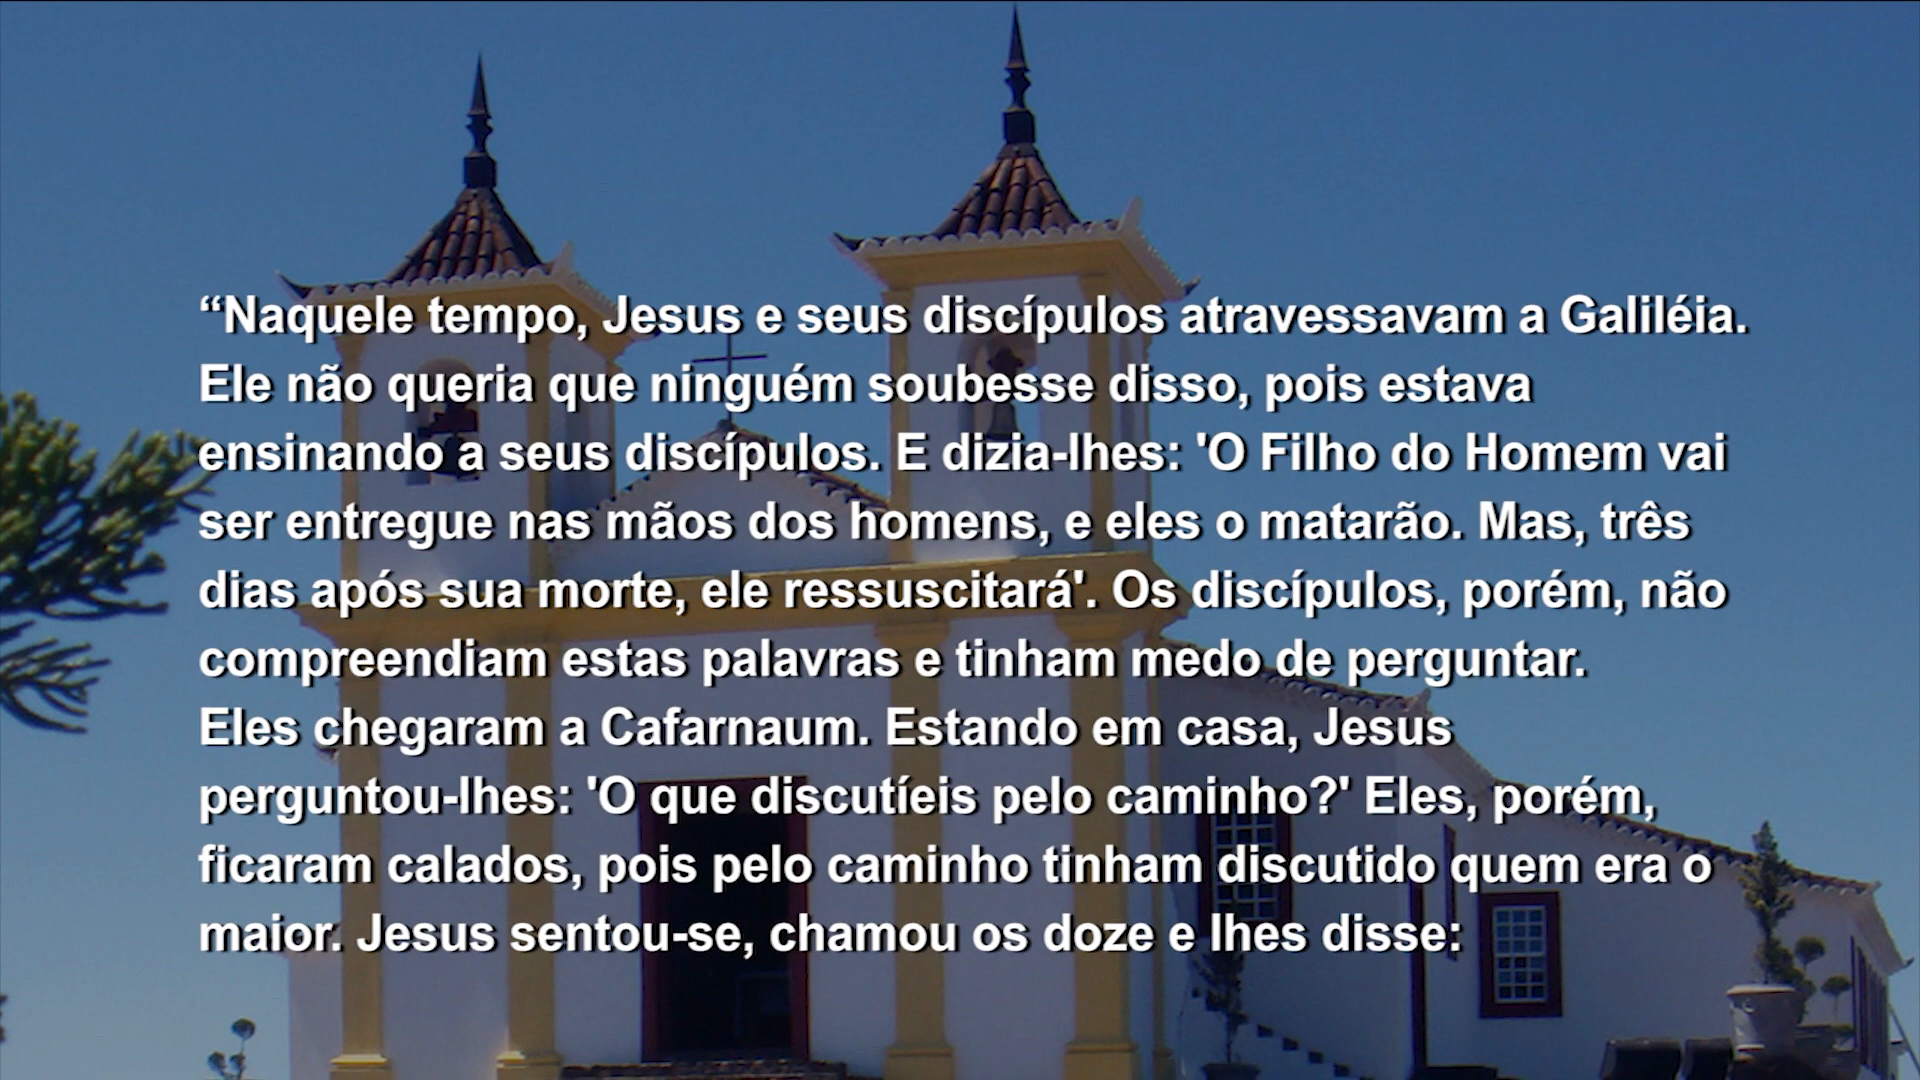 “Naquele tempo, Jesus e seus discípulos atravessavam a Galiléia.
Ele não queria que ninguém soubesse disso, pois estava
ensinando a seus discípulos. E dizia-lhes: 'O Filho do Homem vai
ser entregue nas mãos dos homens, e eles o matarão. Mas, três
dias após sua morte, ele ressuscitará'. Os discípulos, porém, não
compreendiam estas palavras e tinham medo de perguntar.
Eles chegaram a Cafarnaum. Estando em casa, Jesus
perguntou-lhes: 'O que discutíeis pelo caminho?' Eles, porém,
ficaram calados, pois pelo caminho tinham discutido quem era o
maior. Jesus sentou-se, chamou os doze e lhes disse: